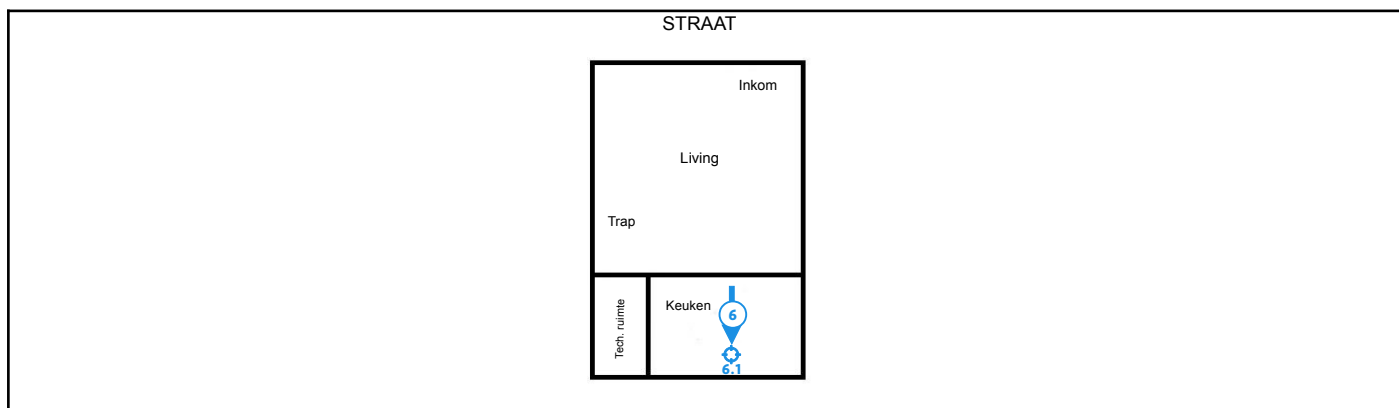 STRAAT
Inkom
Living
Trap
Tech. ruimte
Keuken
6
6.1